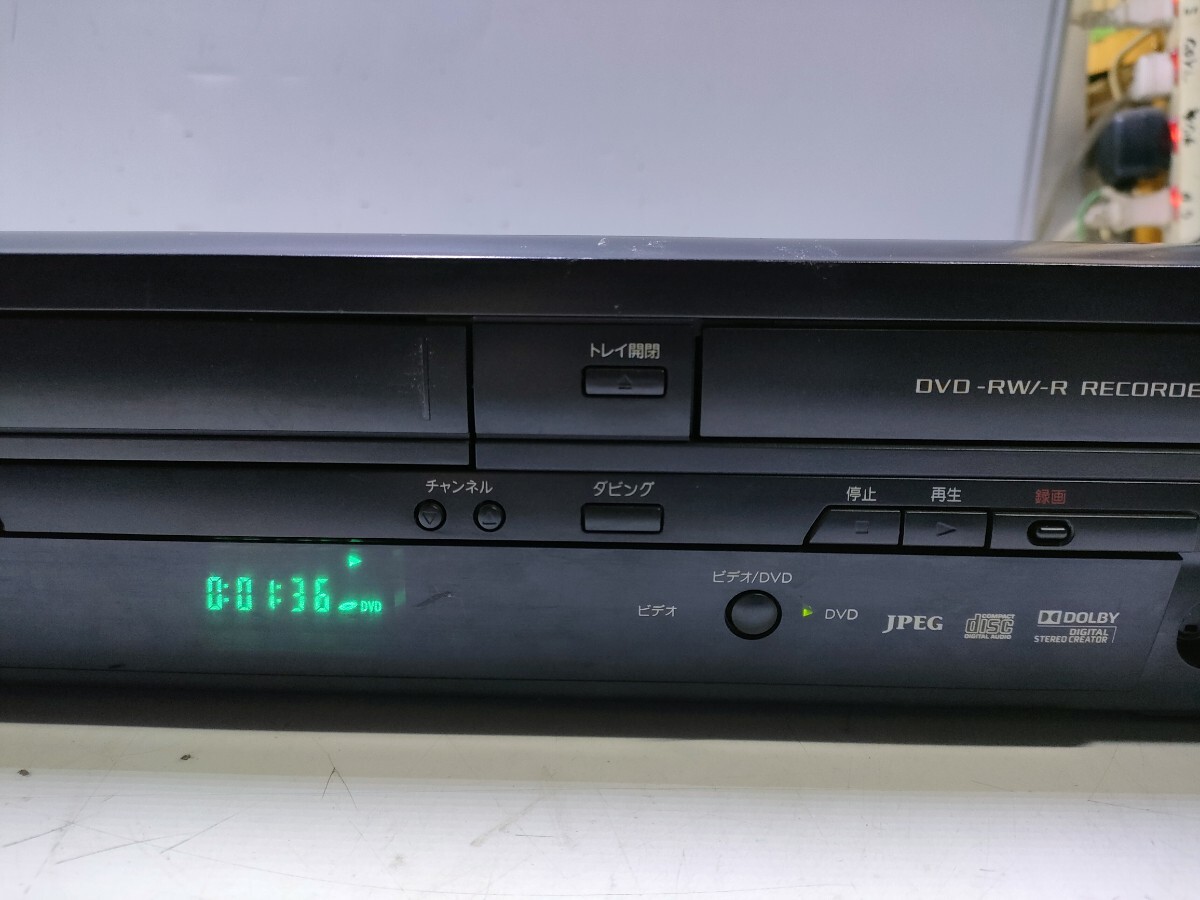 トレイ開閉
DVD -RW/-R RECORDE
チャンネル
ダビング
停止
再生
録画
0:01:36 DVD
ビデオ/DVD
ビデオ
DVD
JPEG
COMPACT
disc
DIGITAL AUDIO
DOLBY
DIGITAL
STEREO CREATOR